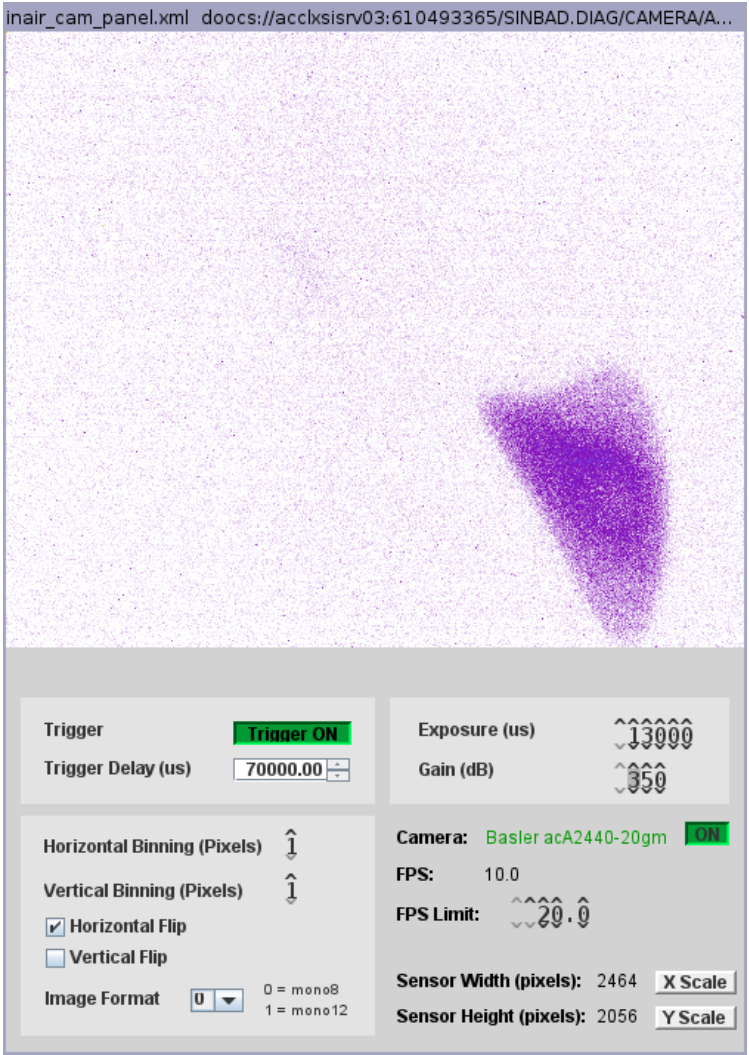 inair_cam_panel.xml doocs://acclxsisrv03:610493365/SINBAD.DIAG/CAMERA/A...
Trigger Trigger ON
Trigger Delay (us) 70000.00
Exposure (us) 13000
Gain (dB) 350
Horizontal Binning (Pixels) 1
Vertical Binning (Pixels) 1
Horizontal Flip
Vertical Flip
Image Format 0 0 = mono8
1 = mono12
Camera: Basler acA2440-20gm ON
FPS: 10.0
FPS Limit: 20.0
Sensor Width (pixels): 2464 X Scale
Sensor Height (pixels): 2056 Y Scale